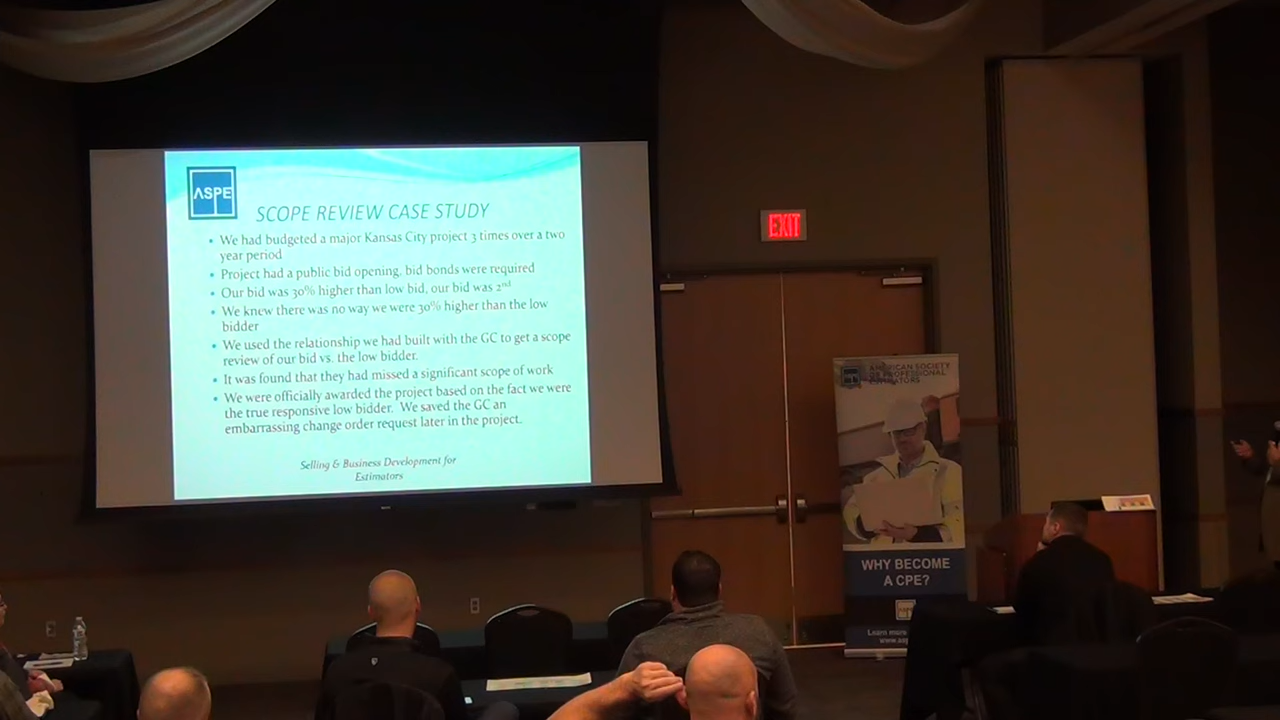 ASPE
SCOPE REVIEW CASE STUDY
• We had budgeted a major Kansas City project 3 times over a two
year period
• Project had a public bid opening, bid bonds were required
• Our bid was 30% higher than low bid, our bid was 2nd
• We knew there was no way we were 30% higher than the low
bidder
• We used the relationship we had built with the GC to get a scope
review of our bid vs. the low bidder.
• It was found that they had missed a significant scope of work
• We were officially awarded the project based on the fact we were
the true responsive low bidder. We saved the GC an
embarrassing change order request later in the project.
Selling & Business Development for
Estimators
EXIT
AMERICAN SOCIETY
OF PROFESSIONAL
ESTIMATORS
WHY BECOME
A CPE?
ASPE
Learn more
www.asp